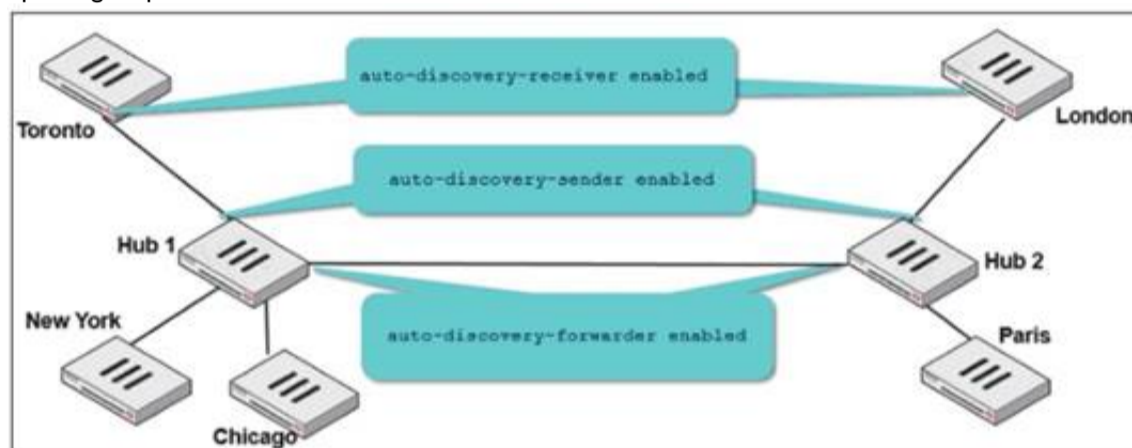 auto-discovery-receiver enabled
Toronto
London
auto-discovery-sender enabled
Hub 1
Hub 2
New York
auto-discovery-forwarder enabled
Paris
Chicago